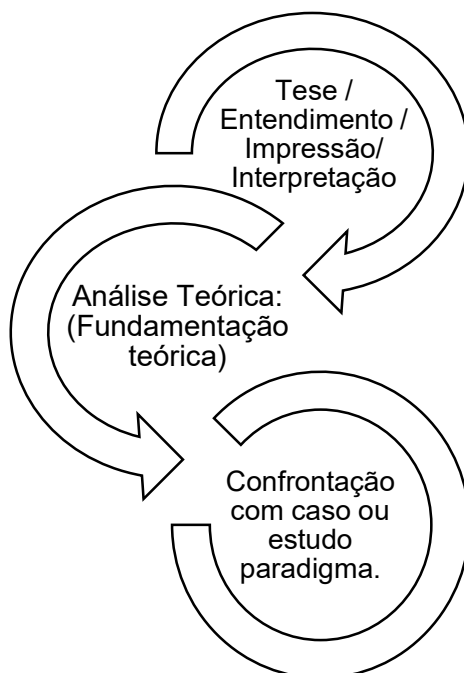 Tese /
Entendimento /
Impressão/
Interpretação
Análise Teórica:
(Fundamentação
teórica)
Confrontação
com caso ou
estudo
paradigma.